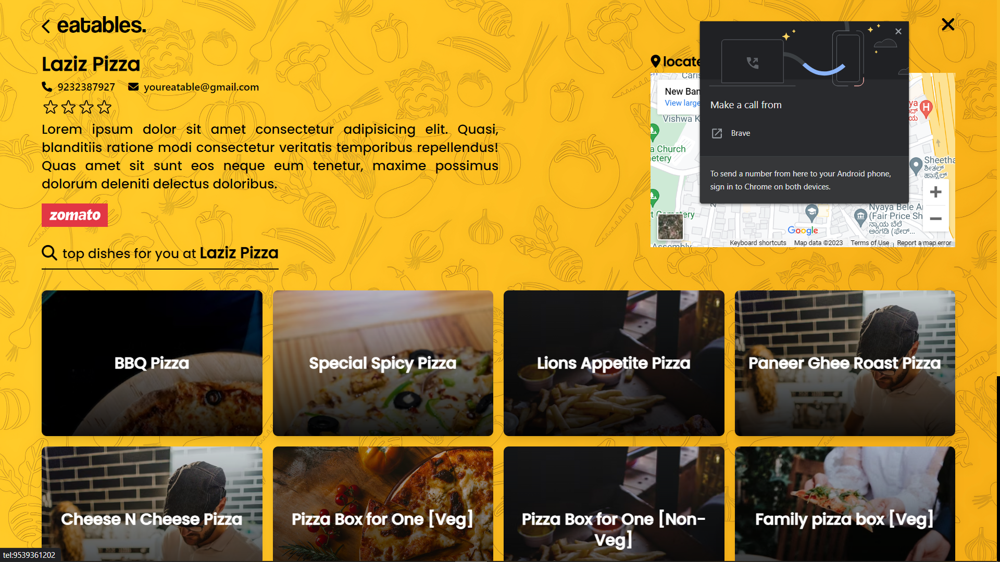 eatables.
Laziz Pizza
9232387927 youreatable@gmail.com
Lorem ipsum dolor sit amet consectetur adipisicing elit. Quasi,
blanditiis ratione modi consectetur veritatis temporibus repellendus!
Quas amet sit sunt eos neque eum tenetur, maxime possimus
dolorum deleniti delectus doloribus.
zomato
locate
New Ban
View large
Vishwa K
a Church
etery
t Cemetery
Assembly
ya
H
Sheetha
ಶೀತಲ್
ಹಾಸ್ಟೆಲ್
Nyaya Bele A
(Fair Price Sh
ನ್ಯಾಯ ಬೆಲೆ
ಅಂಗಡಿ (ಫೇರ್...
Google
Keyboard shortcuts Map data ©2023 Terms of Use Report a map error
Make a call from
Brave
To send a number from here to your Android phone,
sign in to Chrome on both devices.
top dishes for you at Laziz Pizza
BBQ Pizza
Special Spicy Pizza
Lions Appetite Pizza
Paneer Ghee Roast Pizza
Cheese N Cheese Pizza
Pizza Box for One [Veg]
Pizza Box for One [Non-
Veg]
Family pizza box [Veg]
tel:9539361202